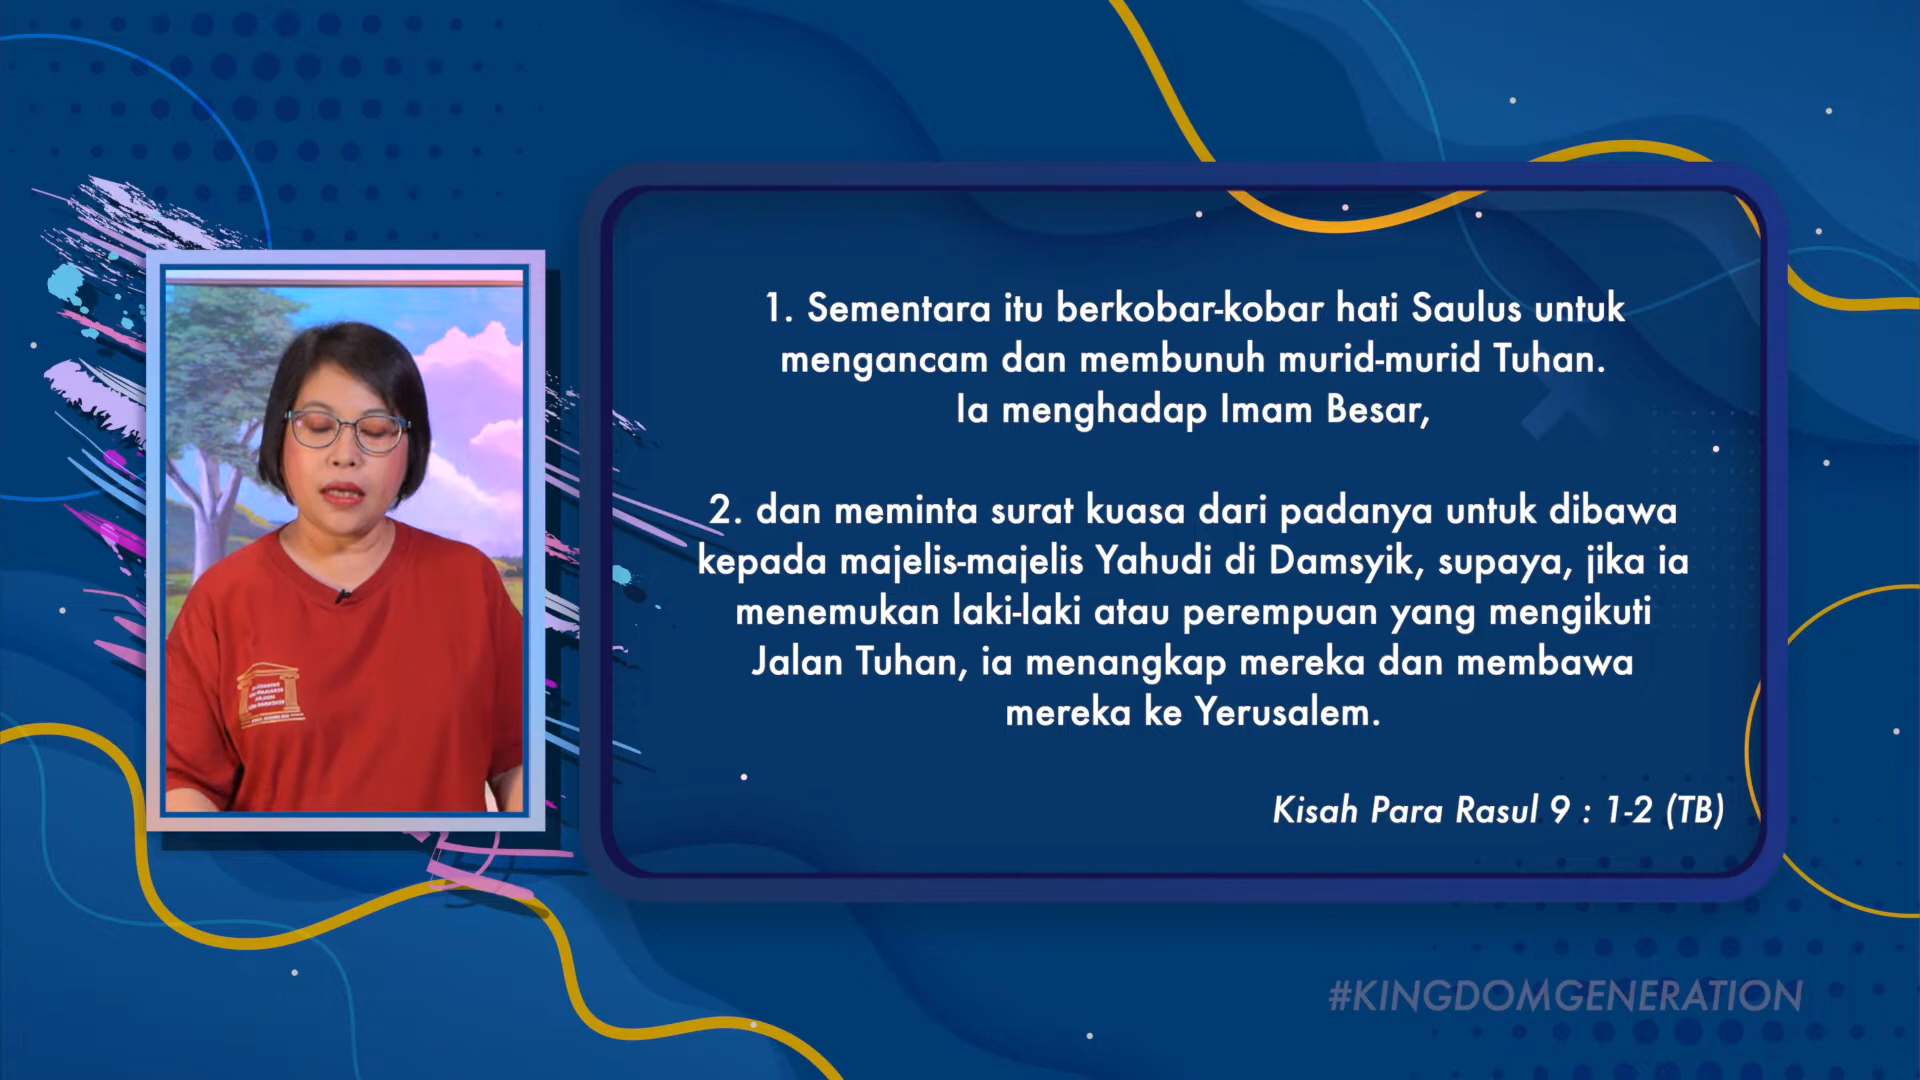 1. Sementara itu berkobar-kobar hati Saulus untuk
mengancam dan membunuh murid-murid Tuhan.
Ia menghadap Imam Besar,
2. dan meminta surat kuasa dari padanya untuk dibawa
kepada majelis-majelis Yahudi di Damsyik, supaya, jika ia
menemukan laki-laki atau perempuan yang mengikuti
Jalan Tuhan, ia menangkap mereka dan membawa
mereka ke Yerusalem.
Kisah Para Rasul 9 : 1-2 (TB)
#KINGDOMGENERATION